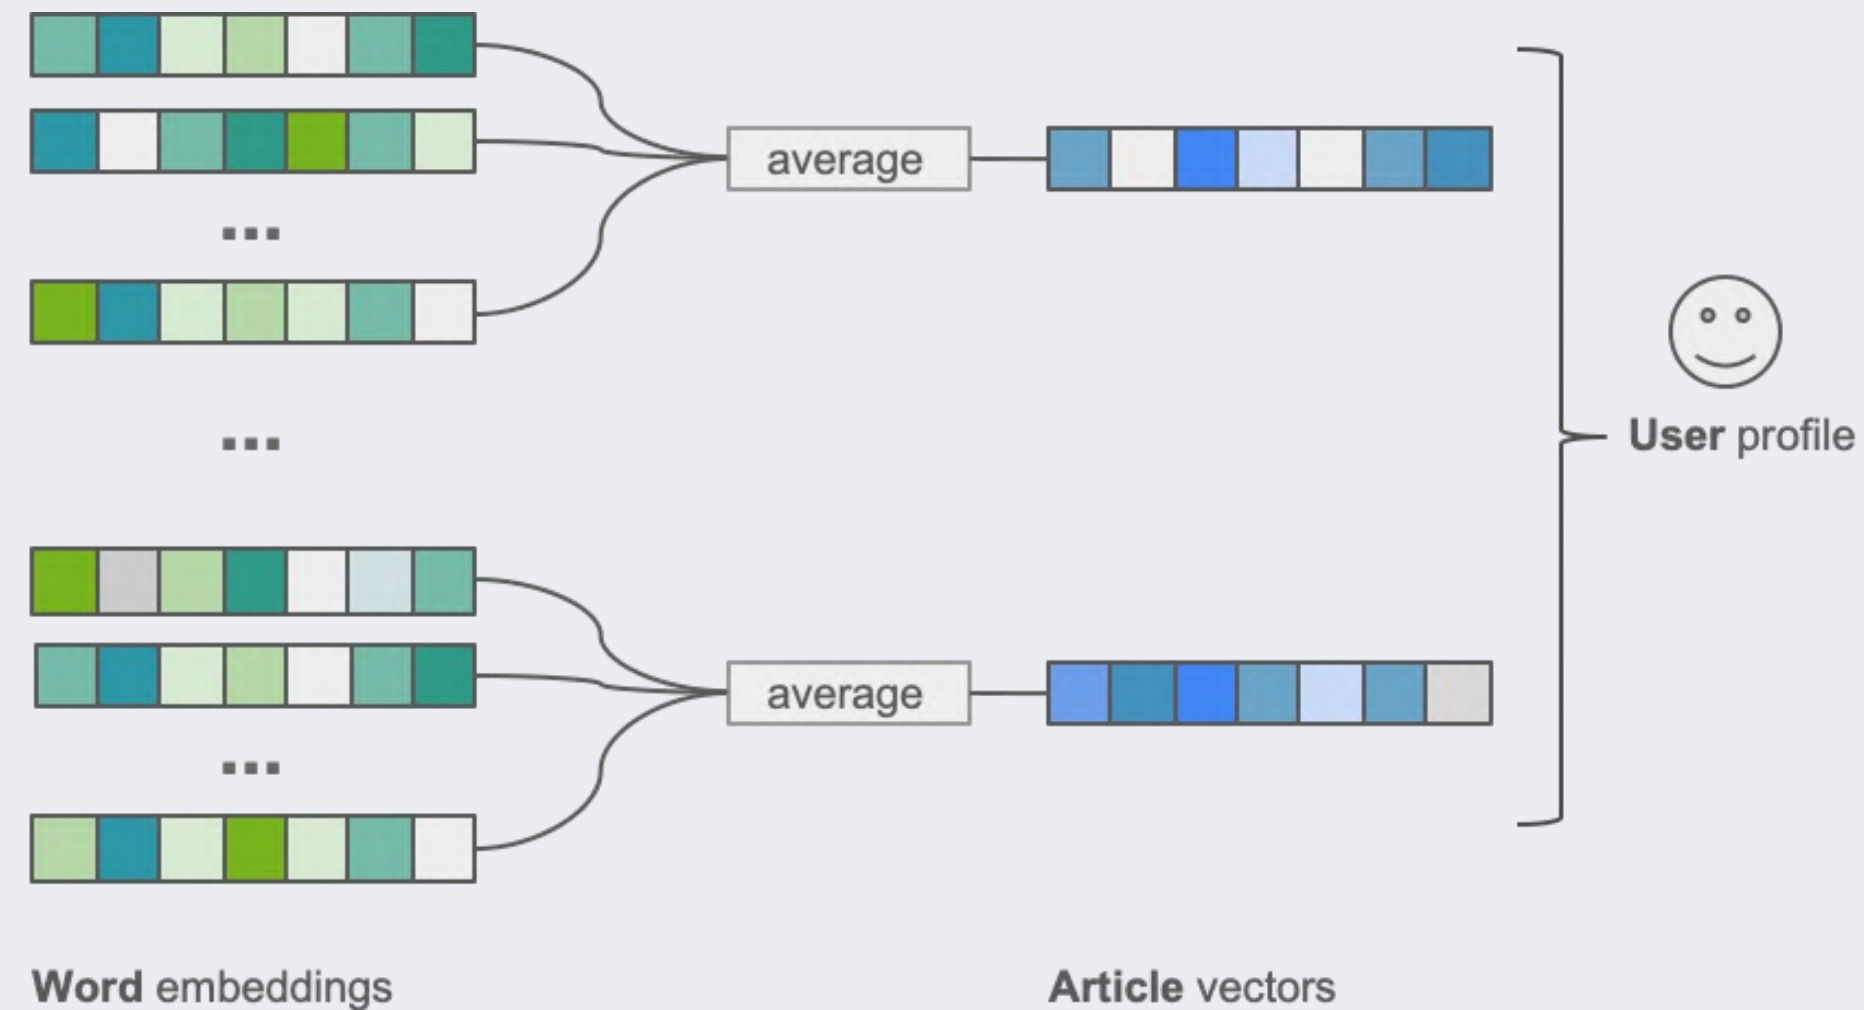 ...
average
...
User profile
...
average
...
Word embeddings
Article vectors